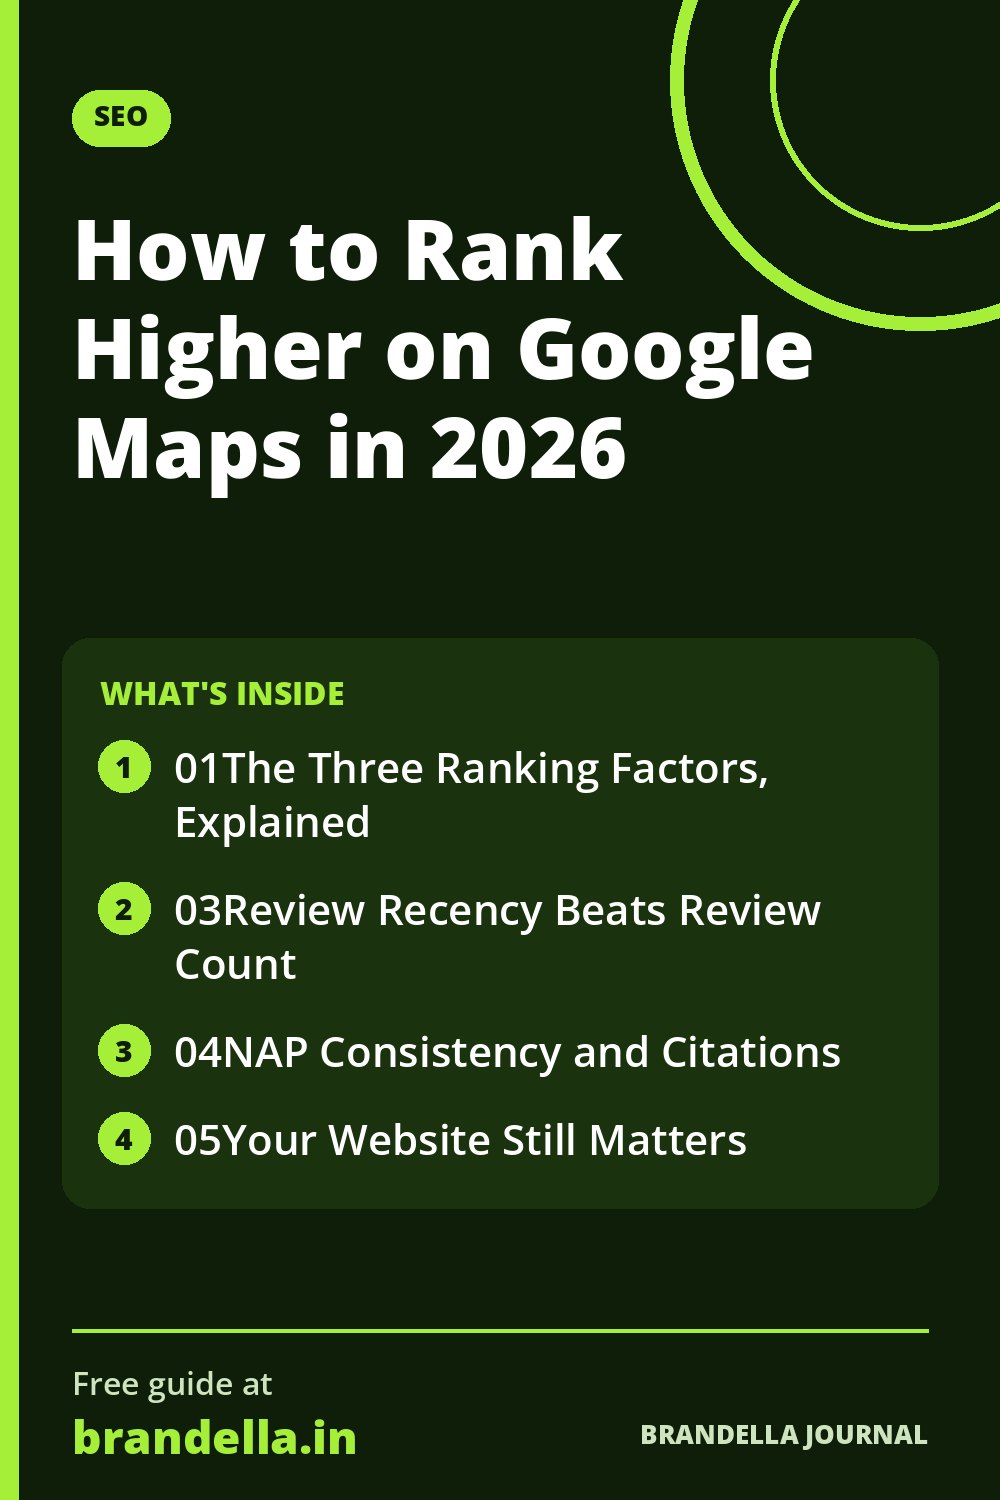 SEO
How to Rank
Higher on Google
Maps in 2026
WHAT'S INSIDE
1 01The Three Ranking Factors,
Explained
2 03Review Recency Beats Review
Count
3 04NAP Consistency and Citations
4 05Your Website Still Matters
Free guide at
brandella.in
BRANDELLA JOURNAL